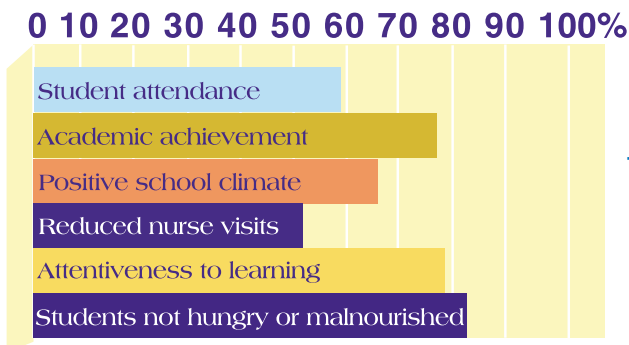 0 10 20 30 40 50 60 70 80 90 100%
Student attendance
Academic achievement
Positive school climate
Reduced nurse visits
Attentiveness to learning
Students not hungry or malnourished